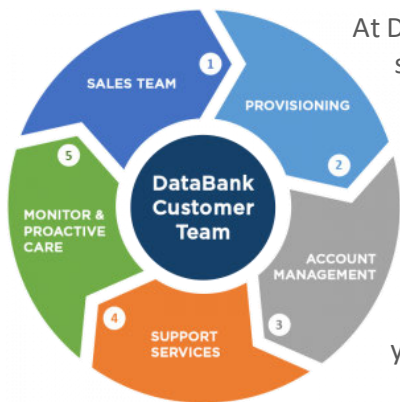 At D
s
SALES TEAM
1
PROVISIONING
2
ACCOUNT
MANAGEMENT
3
SUPPORT
SERVICES
4
MONITOR &
PROACTIVE
CARE
5
DataBank
Customer
Team
y